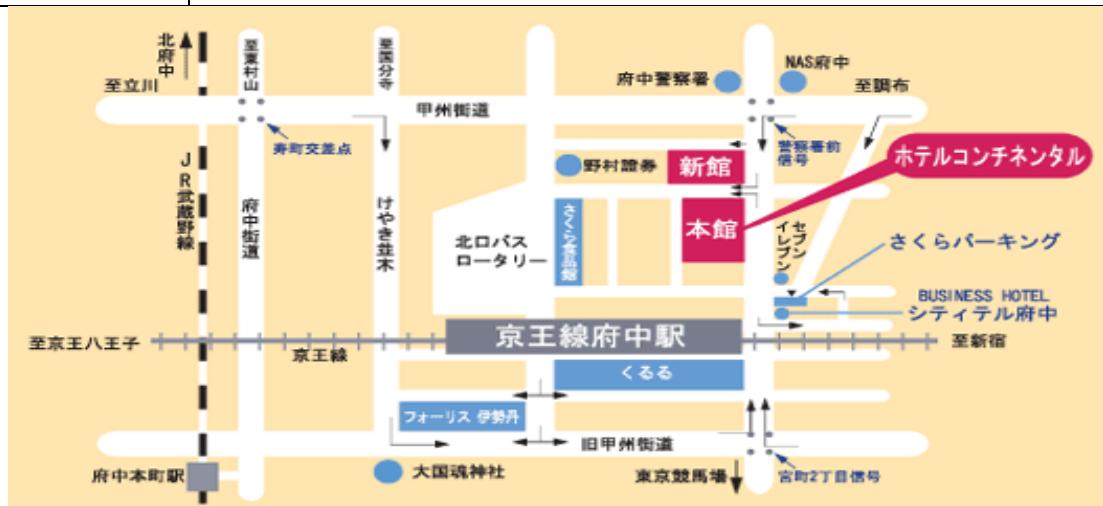 北府中
至立川
至東村山
至国分寺
府中警察署
NAS府中
至調布
甲州街道
寿町交差点
警察署前
信号
JR武蔵野線
府中街道
けやき並木
野村證券
新館
ホテルコンチネンタル
本館
さくら食品館
北口バス
ロータリー
セブン
イレブン
さくらパーキング
BUSINESS HOTEL
シティテル府中
至京王八王子
京王線
京王線府中駅
至新宿
くるる
フォーリス 伊勢丹
旧甲州街道
府中本町駅
大国魂神社
東京競馬場
宮町2丁目信号